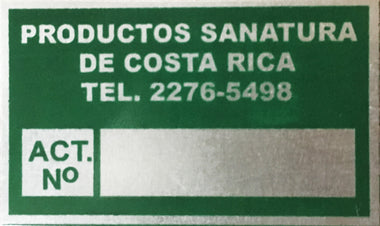 PRODUCTOS SANATURA
DE COSTA RICA
TEL. 2276-5498
ACT.
Nº